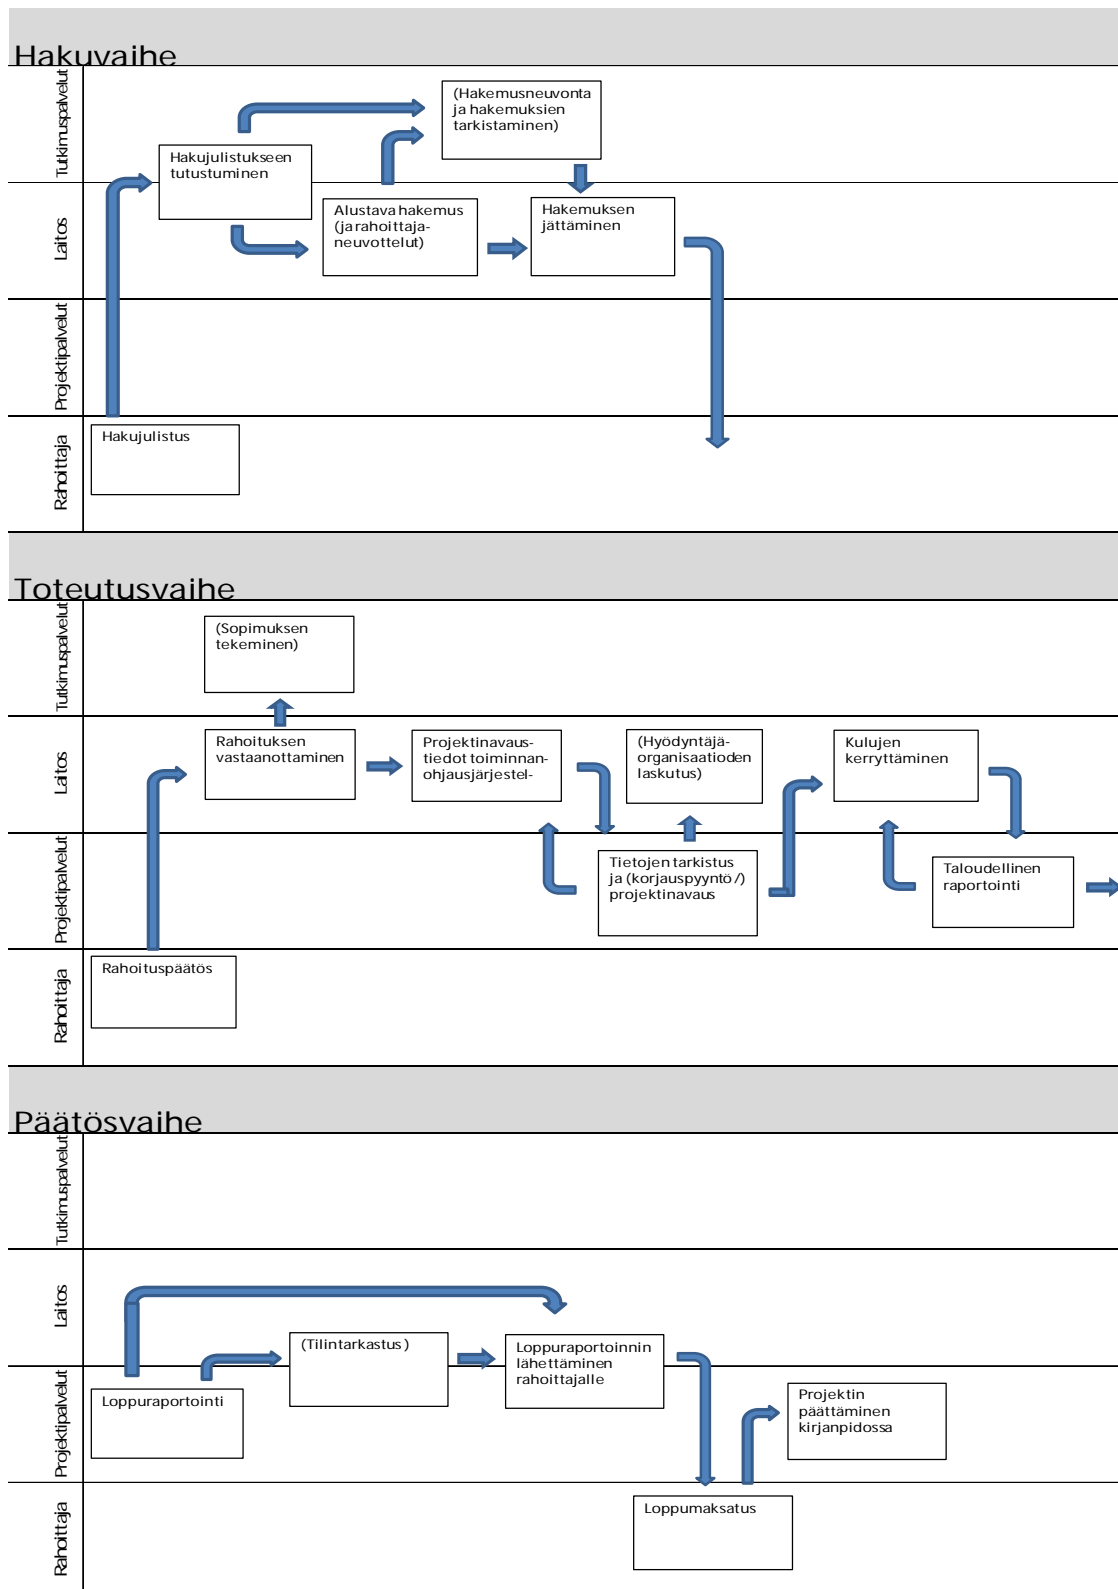 Hakuvaihe
Tutkimuspalvelut
(Hakemusneuvonta
ja hakemuksien
tarkistaminen)
Hakujulistukseen
tutustuminen
Laitos
Alustava hakemus
(ja rahoittaja-
neuvottelut)
Hakemuksen
jättäminen
Projektipalvelut
Rahoittaja
Hakujulistus
Toteutusvaihe
Tutkimuspalvelut
(Sopimuksen
tekeminen)
Laitos
Rahoituksen
vastaanottaminen
Projektinavaus-
tiedot toiminnan-
ohjausjärjestel-
(Hyödyntäjä-
organisaatioden
laskutus)
Kulujen
kerryttäminen
Projektipalvelut
Tietojen tarkistus
ja (korjauspyyntö/)
projektinavaus
Taloudellinen
raportointi
Rahoittaja
Rahoituspäätös
Päätösvaihe
Tutkimuspalvelut
Laitos
(Tilintarkastus)
Loppuraportoinnin
lähettäminen
rahoittajalle
Projektipalvelut
Loppuraportointi
Projektin
päättäminen
kirjanpidossa
Rahoittaja
Loppumaksatus